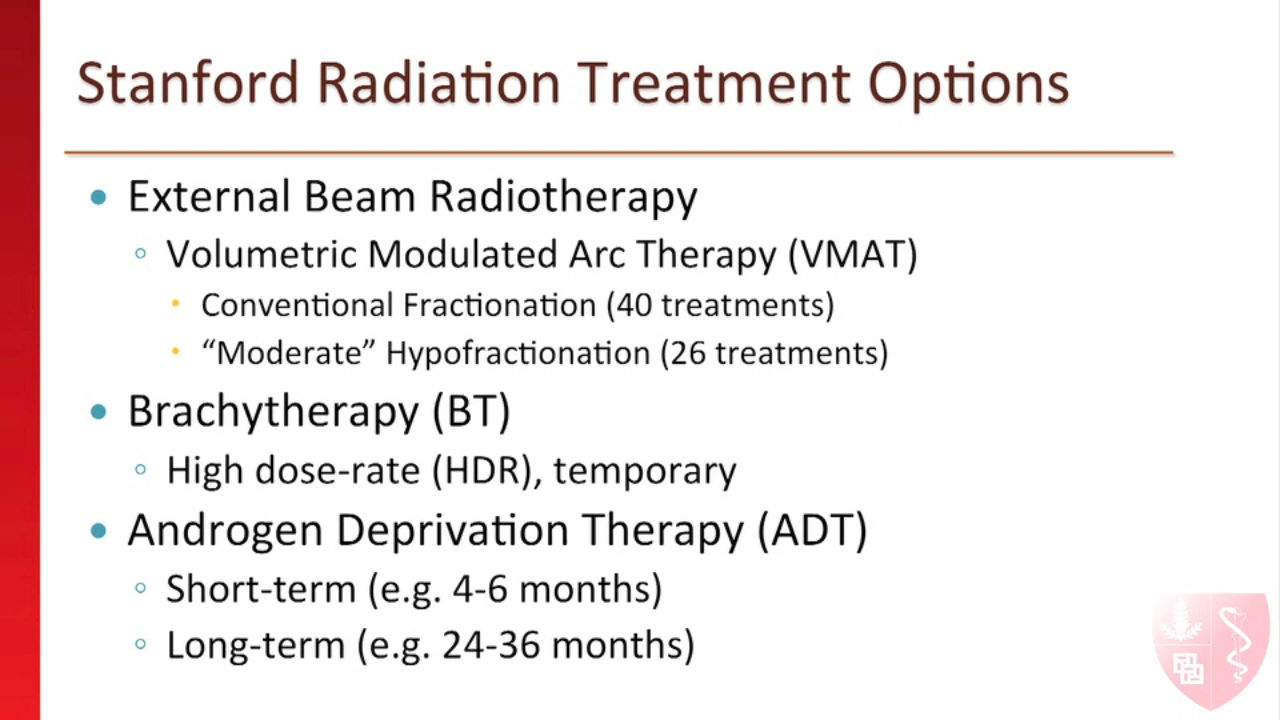 Stanford Radiation Treatment Options
• External Beam Radiotherapy
◦ Volumetric Modulated Arc Therapy (VMAT)
• Conventional Fractionation (40 treatments)
• “Moderate” Hypofractionation (26 treatments)
• Brachytherapy (BT)
◦ High dose-rate (HDR), temporary
• Androgen Deprivation Therapy (ADT)
◦ Short-term (e.g. 4-6 months)
◦ Long-term (e.g. 24-36 months)